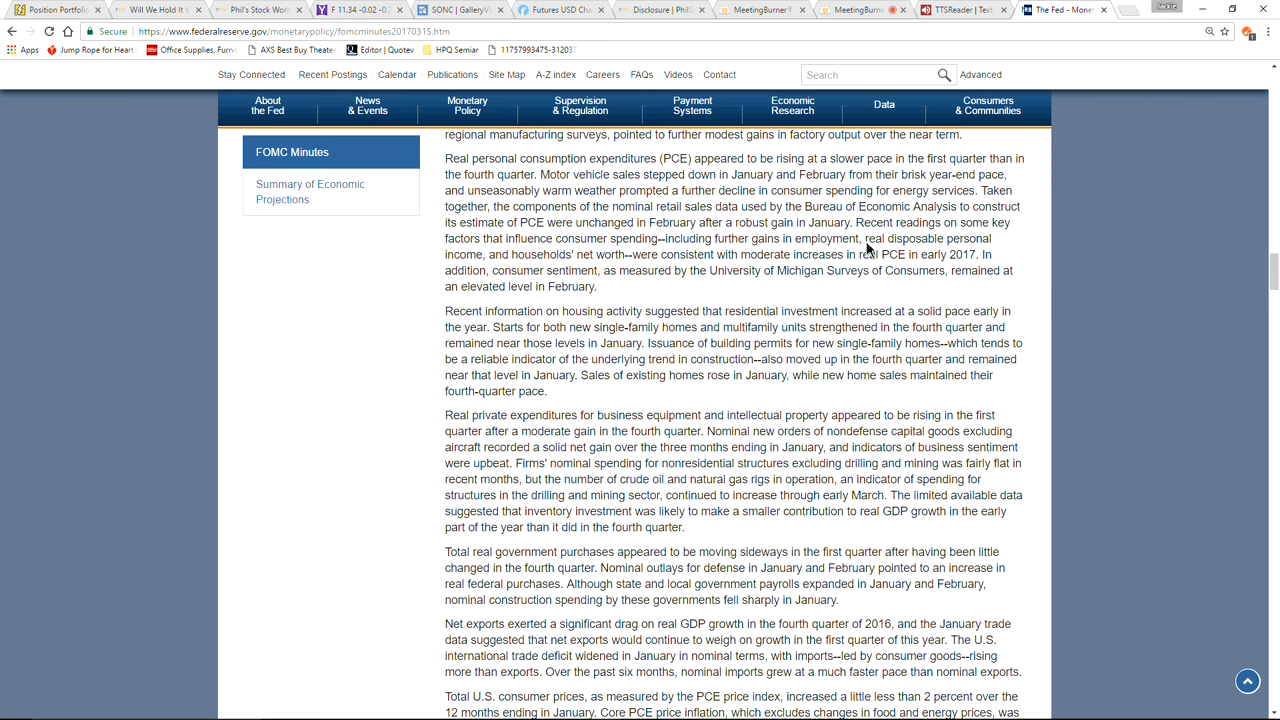 Position Portfolio
Will We Hold It W
Phil's Stock Work
F 11.34 -0.02 -0.
SONC | GalleryVi
Futures USD Cha
Disclosure | PhilS
MeetingBurner
MeetingBurne
TTSReader | Text
The Fed - Monet
Jackie
Secure
https://www.federalreserve.gov/monetarypolicy/fomcminutes20170315.htm
Apps
Jump Rope for Heart
Office Supplies, Furni
AXS Best Buy Theater
Editor | Quotev
HPQ Semiar
11757993475-312037
Stay Connected
Recent Postings
Calendar
Publications
Site Map
A-Z index
Careers
FAQs
Videos
Contact
Search
Advanced
About
the Fed
News
& Events
Monetary
Policy
Supervision
& Regulation
Payment
Systems
Economic
Research
Data
Consumers
& Communities
FOMC Minutes
Summary of Economic
Projections
regional manufacturing surveys, pointed to further modest gains in factory output over the near term.
Real personal consumption expenditures (PCE) appeared to be rising at a slower pace in the first quarter than in
the fourth quarter. Motor vehicle sales stepped down in January and February from their brisk year-end pace,
and unseasonably warm weather prompted a further decline in consumer spending for energy services. Taken
together, the components of the nominal retail sales data used by the Bureau of Economic Analysis to construct
its estimate of PCE were unchanged in February after a robust gain in January. Recent readings on some key
factors that influence consumer spending--including further gains in employment, real disposable personal
income, and households' net worth--were consistent with moderate increases in real PCE in early 2017. In
addition, consumer sentiment, as measured by the University of Michigan Surveys of Consumers, remained at
an elevated level in February.
Recent information on housing activity suggested that residential investment increased at a solid pace early in
the year. Starts for both new single-family homes and multifamily units strengthened in the fourth quarter and
remained near those levels in January. Issuance of building permits for new single-family homes--which tends to
be a reliable indicator of the underlying trend in construction--also moved up in the fourth quarter and remained
near that level in January. Sales of existing homes rose in January, while new home sales maintained their
fourth-quarter pace.
Real private expenditures for business equipment and intellectual property appeared to be rising in the first
quarter after a moderate gain in the fourth quarter. Nominal new orders of nondefense capital goods excluding
aircraft recorded a solid net gain over the three months ending in January, and indicators of business sentiment
were upbeat. Firms' nominal spending for nonresidential structures excluding drilling and mining was fairly flat in
recent months, but the number of crude oil and natural gas rigs in operation, an indicator of spending for
structures in the drilling and mining sector, continued to increase through early March. The limited available data
suggested that inventory investment was likely to make a smaller contribution to real GDP growth in the early
part of the year than it did in the fourth quarter.
Total real government purchases appeared to be moving sideways in the first quarter after having been little
changed in the fourth quarter. Nominal outlays for defense in January and February pointed to an increase in
real federal purchases. Although state and local government payrolls expanded in January and February,
nominal construction spending by these governments fell sharply in January.
Net exports exerted a significant drag on real GDP growth in the fourth quarter of 2016, and the January trade
data suggested that net exports would continue to weigh on growth in the first quarter of this year. The U.S.
international trade deficit widened in January in nominal terms, with imports--led by consumer goods--rising
more than exports. Over the past six months, nominal imports grew at a much faster pace than nominal exports.
Total U.S. consumer prices, as measured by the PCE price index, increased a little less than 2 percent over the
12 months ending in January. Core PCE price inflation, which excludes changes in food and energy prices, was